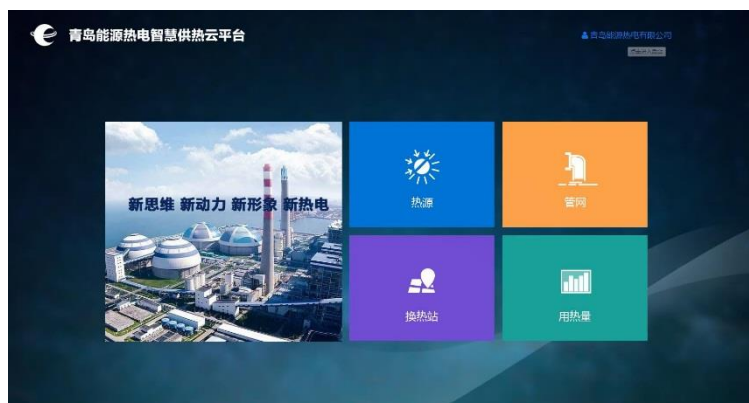 青岛能源热电智慧供热云平台
青岛能源热电有限公司
新思维 新动力 新形象 新热电
热源
管网
换热站
用热量